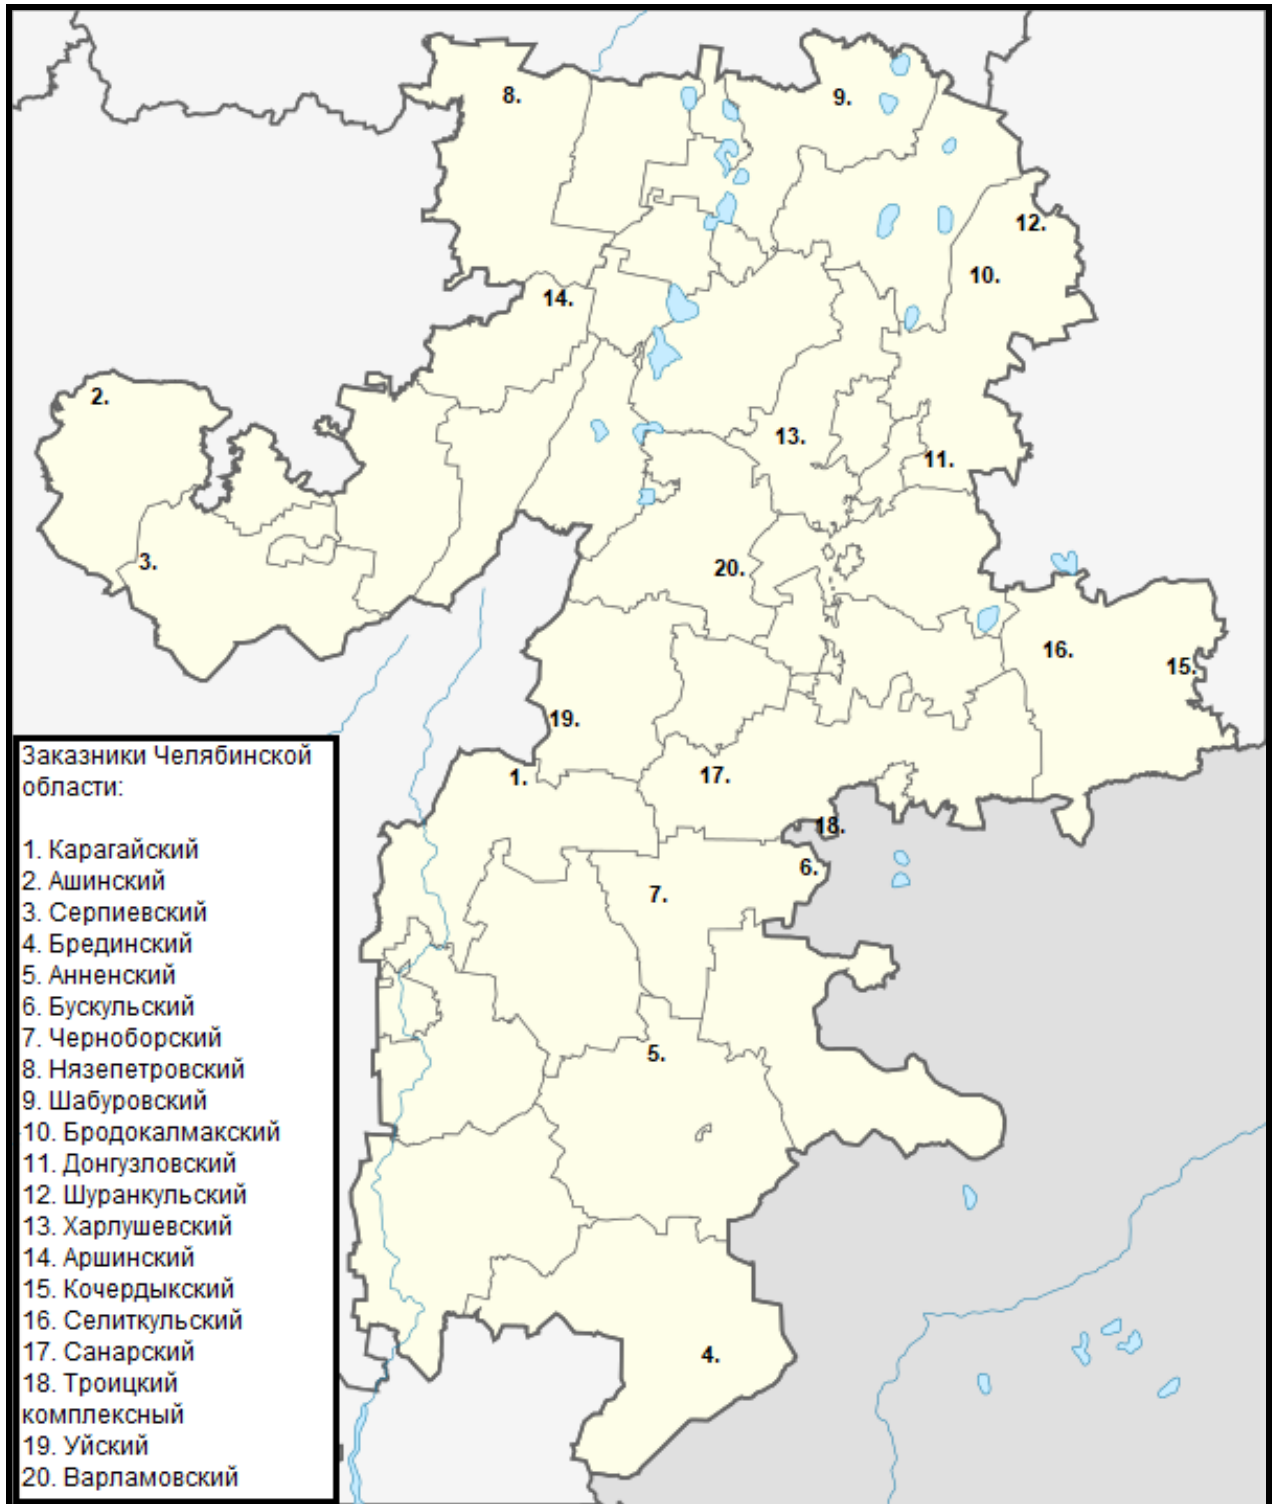 8.
9.
12.
10.
14.
2.
13.
11.
3.
20.
16.
15.
19.
1.
17.
18.
6.
7.
5.
4.
Заказники Челябинской
области:
1. Карагайский
2. Ашинский
3. Серпиевский
4. Брединский
5. Анненский
6. Бускульский
7. Черноборский
8. Нязепетровский
9. Шабуровский
10. Бродокалмакский
11. Донгузловский
12. Шуранкульский
13. Харлушевский
14. Аршинский
15. Кочердыкский
16. Селиткульский
17. Санарский
18. Троицкий
комплексный
19. Уйский
20. Варламовский